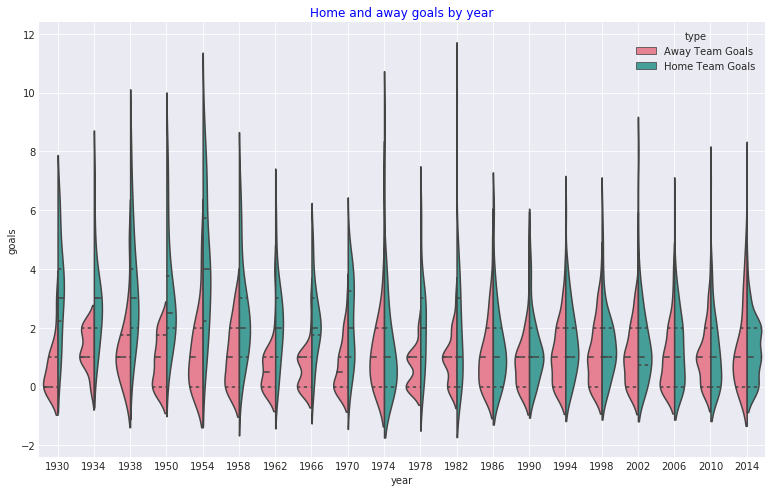 Home and away goals by year
type
Away Team Goals
Home Team Goals
goals
12
10
8
6
4
2
0
−2
1930 1934 1938 1950 1954 1958 1962 1966 1970 1974 1978 1982 1986 1990 1994 1998 2002 2006 2010 2014
year